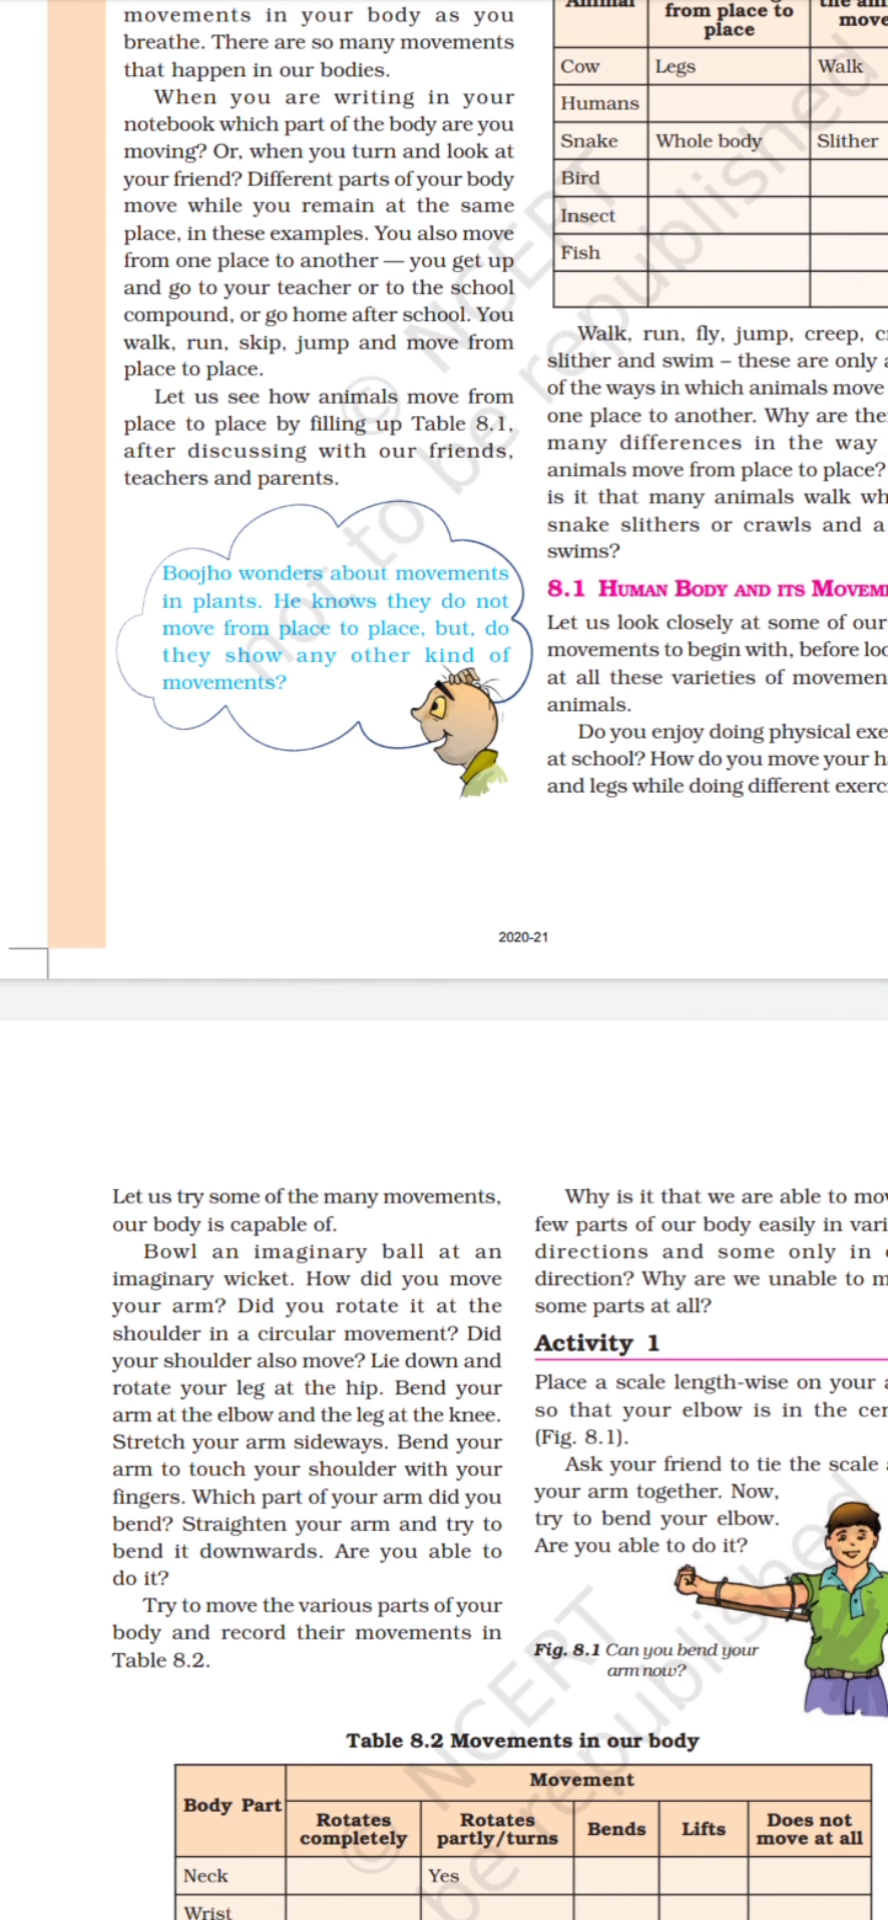 movements in your body as you
breathe. There are so many movements
that happen in our bodies.
When you are writing in your
notebook which part of the body are you
moving? Or, when you turn and look at
your friend? Different parts of your body
move while you remain at the same
place, in these examples. You also move
from one place to another — you get up
and go to your teacher or to the school
compound, or go home after school. You
walk, run, skip, jump and move from
place to place.
Let us see how animals move from
place to place by filling up Table 8.1,
after discussing with our friends,
teachers and parents.
Boojho wonders about movements
in plants. He knows they do not
move from place to place, but, do
they show any other kind of
movements?
Animal
from place to
place
move
Cow Legs Walk
Humans
Snake Whole body Slither
Bird
Insect
Fish
Walk, run, fly, jump, creep,
slither and swim – these are only
of the ways in which animals move
one place to another. Why are
many differences in the way
animals move from place to place?
is it that many animals walk
snake slithers or crawls and a
swims?
8.1 HUMAN BODY AND ITS
Let us look closely at some of our
movements to begin with, before
at all these varieties of
animals.
Do you enjoy doing physical
at school? How do you move your
and legs while doing different
2020-21
Let us try some of the many movements,
our body is capable of.
Bowl an imaginary ball at an
imaginary wicket. How did you move
your arm? Did you rotate it at the
shoulder in a circular movement? Did
your shoulder also move? Lie down and
rotate your leg at the hip. Bend your
arm at the elbow and the leg at the knee.
Stretch your arm sideways. Bend your
arm to touch your shoulder with your
fingers. Which part of your arm did you
bend? Straighten your arm and try to
bend it downwards. Are you able to
do it?
Try to move the various parts of your
body and record their movements in
Table 8.2.
Why is it that we are able to
few parts of our body easily in
directions and some only in
direction? Why are we unable to
some parts at all?
Activity 1
Place a scale length-wise on your
so that your elbow is in the
(Fig. 8.1).
Ask your friend to tie the scale
your arm together. Now,
try to bend your elbow.
Are you able to do it?
Fig. 8.1 Can you bend your
arm now?
Table 8.2 Movements in our body
Body Part Movement
Rotates completely Rotates partly/turns Bends Lifts Does not move at all
Neck Yes
Wrist
© NCERT
not to be republished
© NCERT
be republished